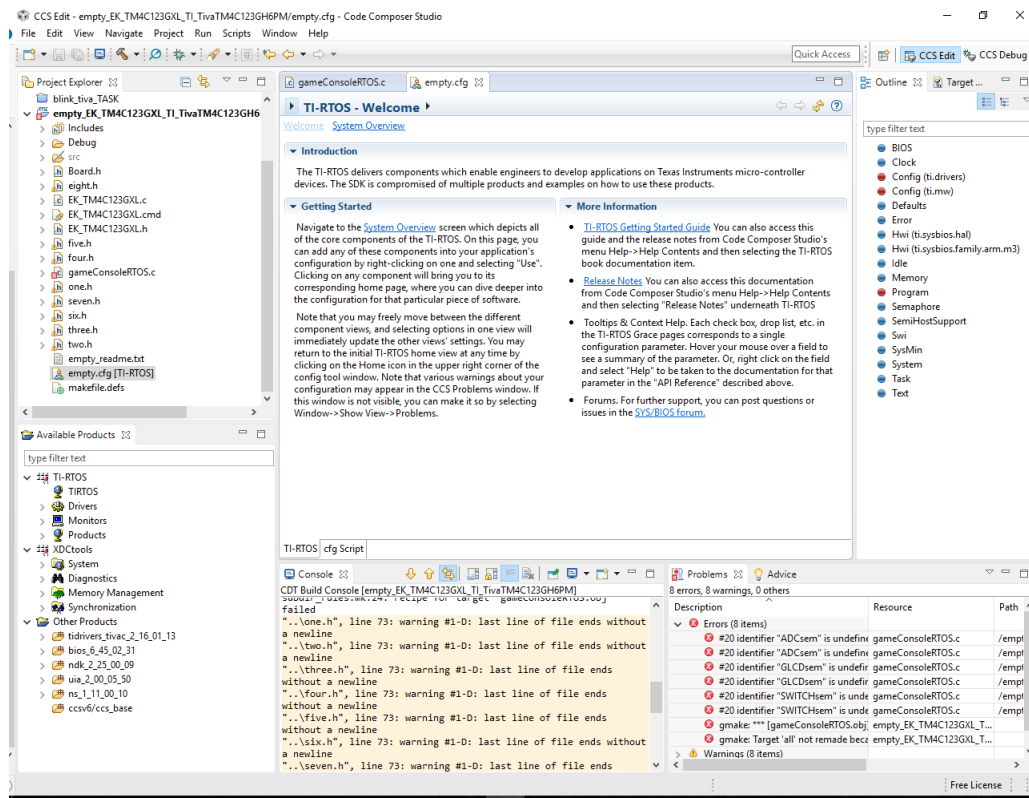 CCS Edit - empty_EK_TM4C123GXL_TI_TivaTM4C123GH6PM/empty.cfg - Code Composer Studio
File Edit View Navigate Project Run Scripts Window Help
Quick Access
CCS Edit
CCS Debug
Project Explorer
blink_tiva_TASK
empty_EK_TM4C123GXL_TI_TivaTM4C123GH6
Includes
Debug
src
Board.h
eight.h
EK_TM4C123GXL.c
EK_TM4C123GXL.cmd
EK_TM4C123GXL.h
five.h
four.h
gameConsoleRTOS.c
one.h
seven.h
six.h
three.h
two.h
empty_readme.txt
empty.cfg [TI-RTOS]
makefile.defs
Available Products
type filter text
TI-RTOS
TIRTOS
Drivers
Monitors
Products
XDCtools
System
Diagnostics
Memory Management
Synchronization
Other Products
tidrivers_tivac_2_16_01_13
bios_6_45_02_31
ndk_2_25_00_09
uia_2_00_05_50
ns_1_11_00_10
ccsv6/ccs_base
gameConsoleRTOS.c
empty.cfg
TI-RTOS - Welcome
Welcome System Overview
Introduction
The TI-RTOS delivers components which enable engineers to develop applications on Texas Instruments micro-controller
devices. The SDK is compromised of multiple products and examples on how to use these products.
Getting Started
Navigate to the System Overview screen which depicts all
of the core components of the TI-RTOS. On this page, you
can add any of these components into your application's
configuration by right-clicking on one and selecting "Use".
Clicking on any component will bring you to its
corresponding home page, where you can dive deeper into
the configuration for that particular piece of software.
Note that you may freely move between the different
component views, and selecting options in one view will
immediately update the other views' settings. You may
return to the initial TI-RTOS home view at any time by
clicking on the Home icon in the upper right corner of the
config tool window. Note that various warnings about your
configuration may appear in the CCS Problems window. If
this window is not visible, you can make it so by selecting
Window->Show View->Problems.
More Information
• TI-RTOS Getting Started Guide You can also access this
guide and the release notes from Code Composer Studio's
menu Help->Help Contents and then selecting the TI-RTOS
book documentation item.
• Release Notes You can also access this documentation
from Code Composer Studio's menu Help->Help Contents
and then selecting "Release Notes" underneath TI-RTOS
• Tooltips & Context Help. Each check box, drop list, etc. in
the TI-RTOS Grace pages corresponds to a single
configuration parameter. Hover your mouse over a field to
see a summary of the parameter. Or, right click on the field
and select "Help" to be taken to the documentation for that
parameter in the "API Reference" described above.
• Forums. For further support, you can post questions or
issues in the SYS/BIOS forum.
TI-RTOS cfg Script
Outline
Target ...
type filter text
BIOS
Clock
Config (ti.drivers)
Config (ti.mw)
Defaults
Error
Hwi (ti.sysbios.hal)
Hwi (ti.sysbios.family.arm.m3)
Idle
Memory
Program
Semaphore
SemiHostSupport
Swi
SysMin
System
Task
Text
Console
CDT Build Console [empty_EK_TM4C123GXL_TI_TivaTM4C123GH6PM]
subdir_rules.mk:24: recipe for target 'gameConsoleRTOS.obj'
failed
"..\one.h", line 73: warning #1-D: last line of file ends without
a newline
"..\two.h", line 73: warning #1-D: last line of file ends without
a newline
"..\three.h", line 73: warning #1-D: last line of file ends
without a newline
"..\four.h", line 73: warning #1-D: last line of file ends
without a newline
"..\five.h", line 73: warning #1-D: last line of file ends
without a newline
"..\six.h", line 73: warning #1-D: last line of file ends without
a newline
"..\seven.h", line 73: warning #1-D: last line of file ends
Problems
Advice
8 errors, 8 warnings, 0 others
Description Resource Path
Errors (8 items)
#20 identifier "ADCsem" is undefine gameConsoleRTOS.c /empt
#20 identifier "ADCsem" is undefine gameConsoleRTOS.c /empt
#20 identifier "GLCDsem" is undefir gameConsoleRTOS.c /empt
#20 identifier "GLCDsem" is undefir gameConsoleRTOS.c /empt
#20 identifier "SWITCHsem" is unde gameConsoleRTOS.c /empt
#20 identifier "SWITCHsem" is unde gameConsoleRTOS.c /empt
gmake: *** [gameConsoleRTOS.obj] empty_EK_TM4C123GXL_T...
gmake: Target 'all' not remade beca empty_EK_TM4C123GXL_T...
Warnings (8 items)
Free License